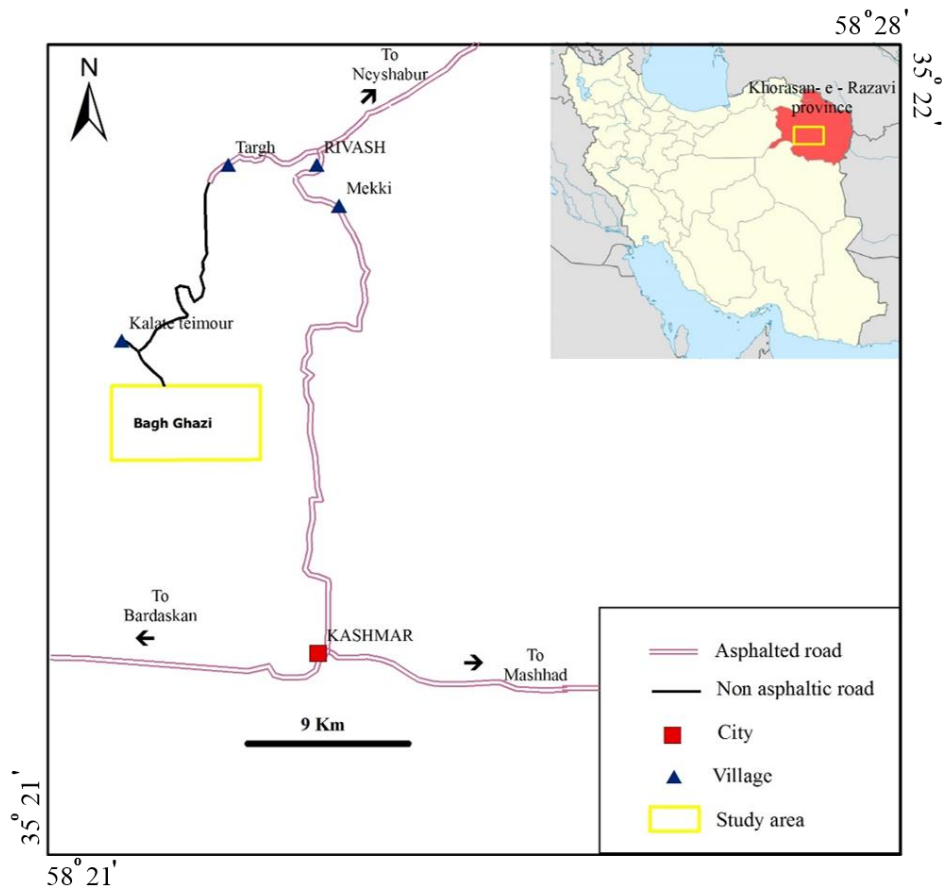 58° 28'
35° 22'
N
To
Neyshabur
Khorasan- e - Razavi
province
Targh
RIVASH
Mekki
Kalate teimour
Bagh Ghazi
To
Bardaskan
KASHMAR
To
Mashhad
9 Km
Asphalted road
Non asphaltic road
City
Village
Study area
35° 21'
58° 21'